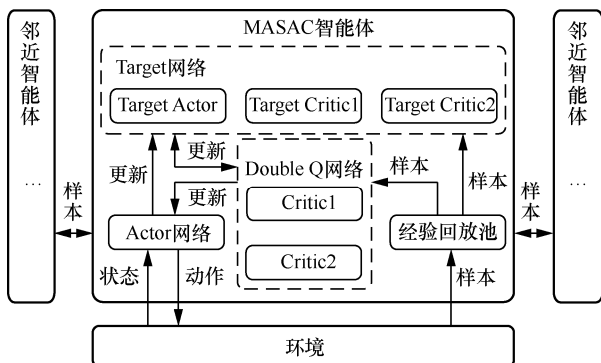 MASAC智能体
邻近智能体
…
样本
Target网络
Target Actor
Target Critic1
Target Critic2
更新
更新
更新
Double Q网络
样本
样本
Critic1
Critic2
Actor网络
经验回放池
状态
动作
样本
环境
样本
邻近智能体
…